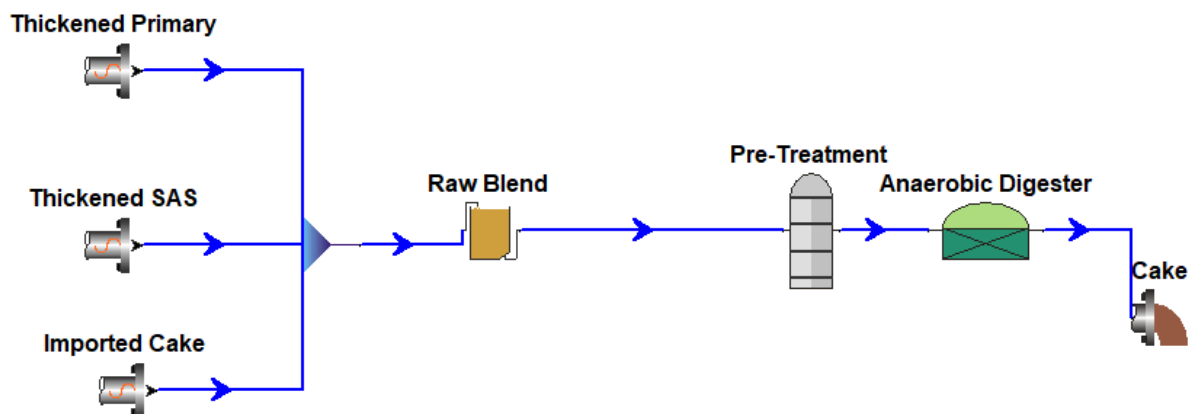 Thickened Primary
Thickened SAS
Raw Blend
Pre-Treatment
Anaerobic Digester
Cake
Imported Cake